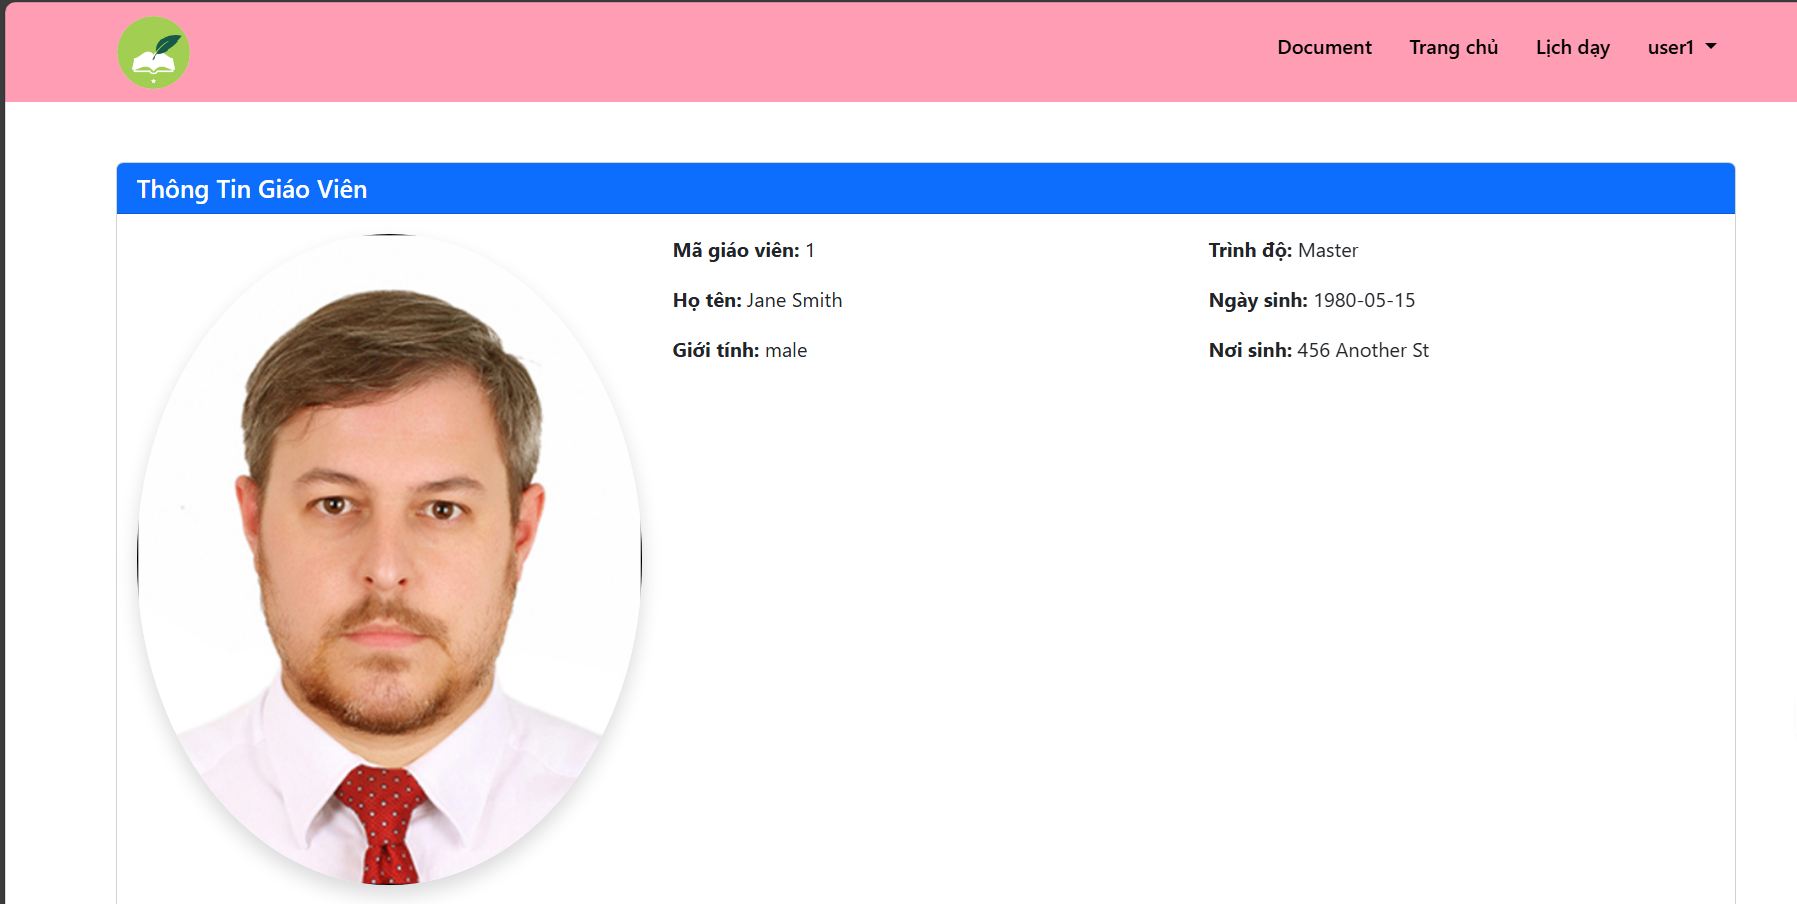 Document Trang chủ Lịch dạy user1
Thông Tin Giáo Viên
Mã giáo viên: 1
Họ tên: Jane Smith
Giới tính: male
Trình độ: Master
Ngày sinh: 1980-05-15
Nơi sinh: 456 Another St